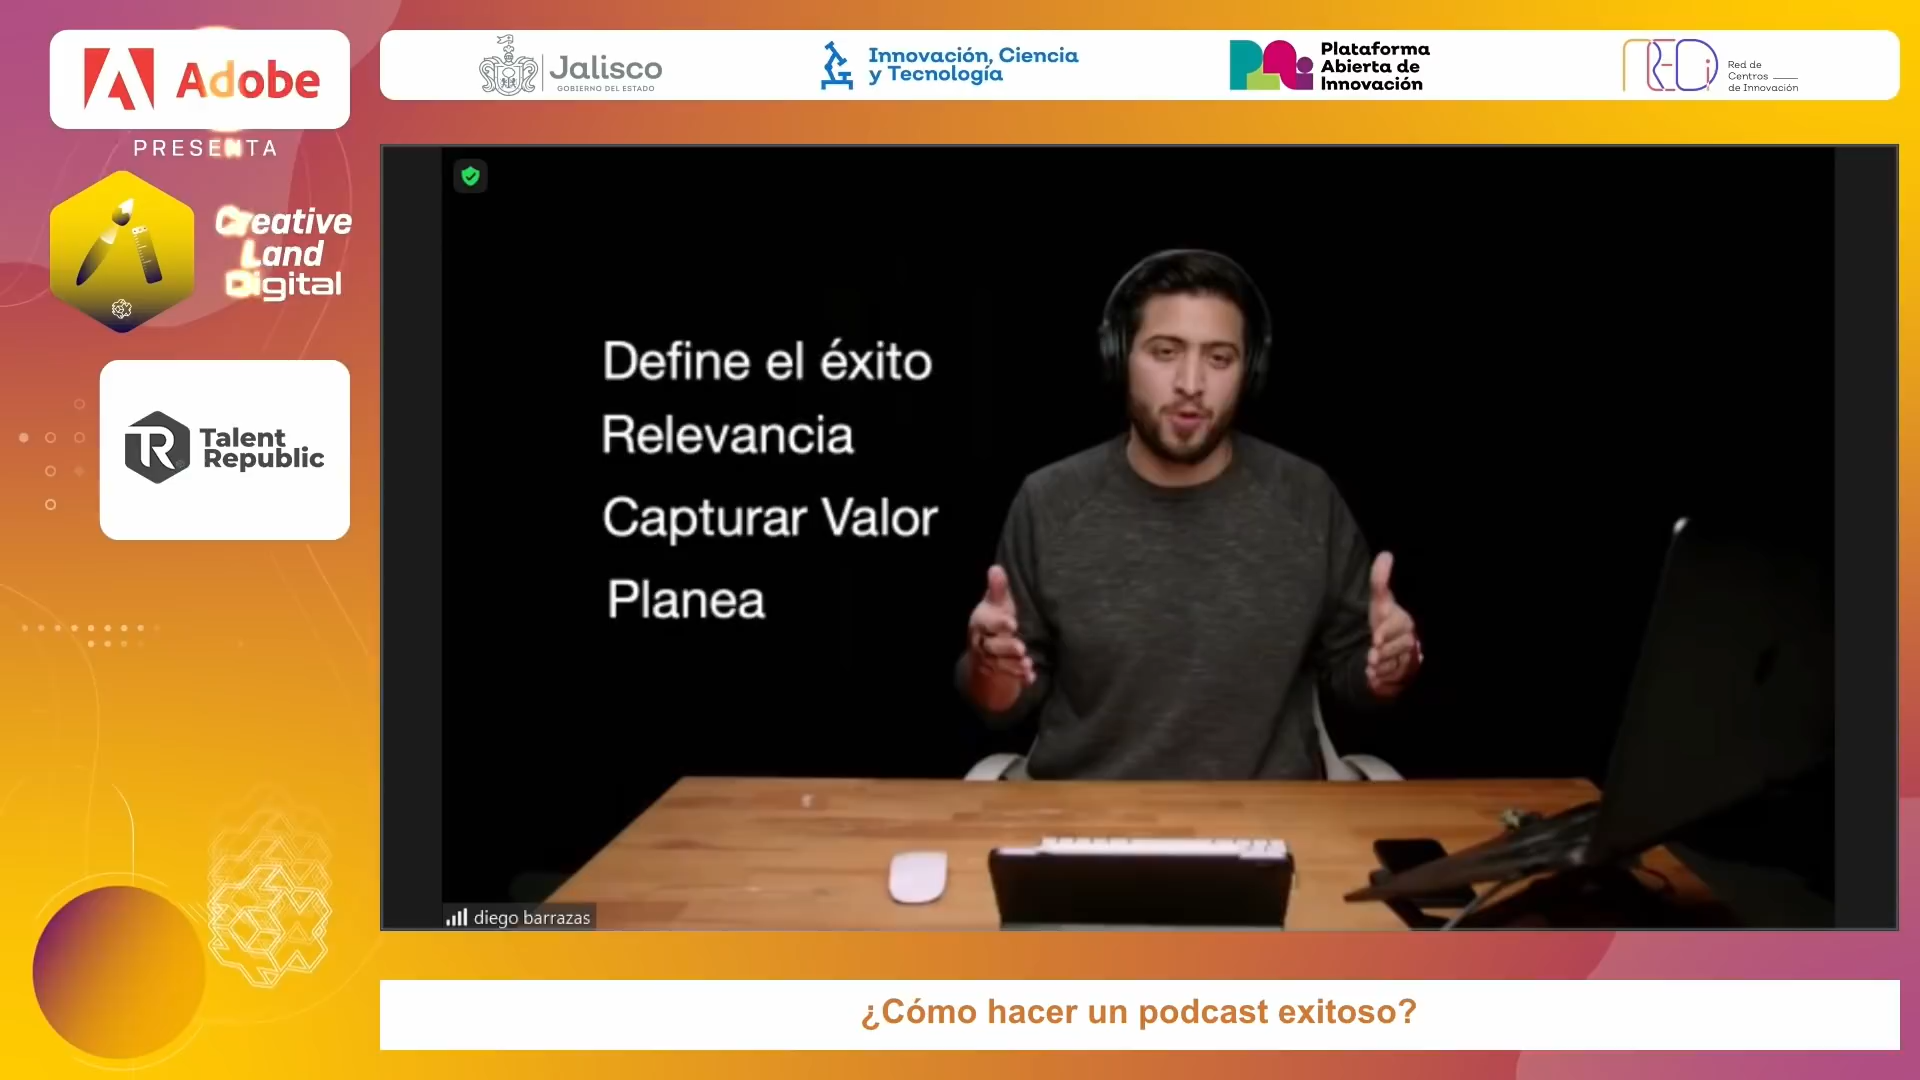 Adobe
PRESENTA
Creative
Land
Digital
Talent
Republic
Jalisco
GOBIERNO DEL ESTADO
Innovación, Ciencia
y Tecnología
Plataforma
Abierta de
Innovación
REDi
Red de
Centros
de Innovación
Define el éxito
Relevancia
Capturar Valor
Planea
diego barrazas
¿Cómo hacer un podcast exitoso?